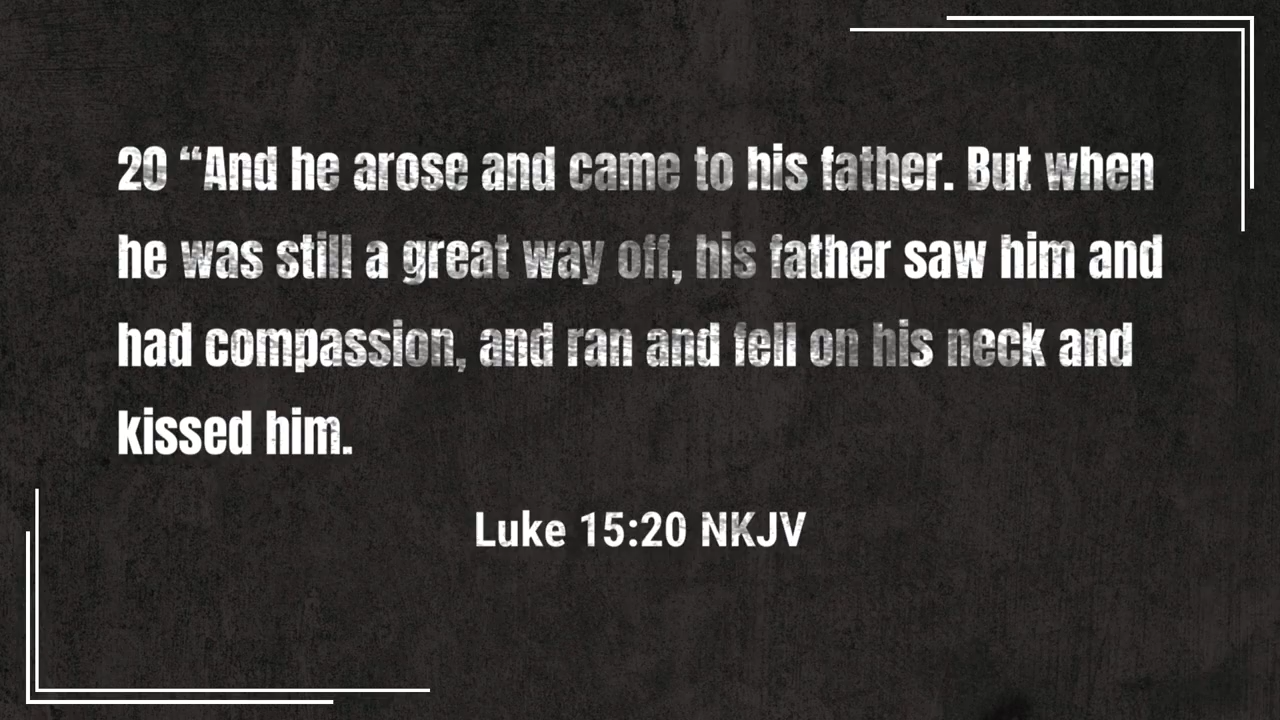 20 “And he arose and came to his father. But when
he was still a great way off, his father saw him and
had compassion, and ran and fell on his neck and
kissed him.
Luke 15:20 NKJV